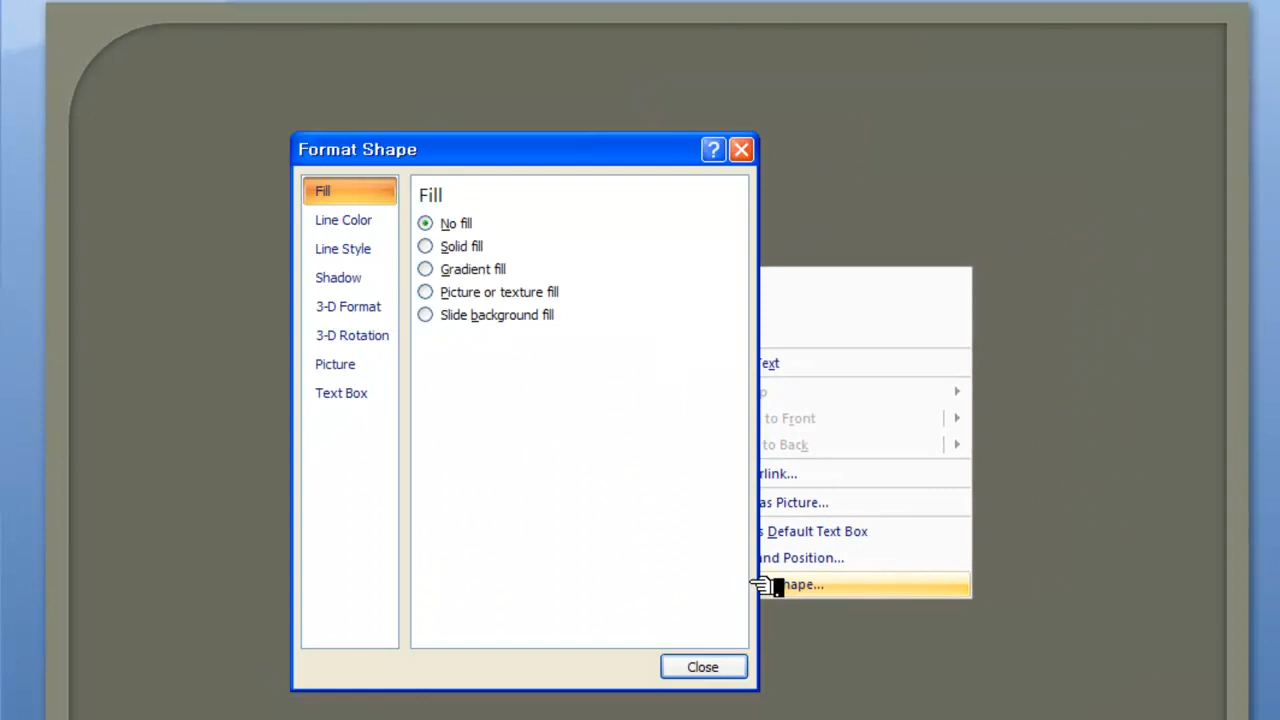 Format Shape
Fill
Line Color
Line Style
Shadow
3-D Format
3-D Rotation
Picture
Text Box
Fill
No fill
Solid fill
Gradient fill
Picture or texture fill
Slide background fill
Close
Text
p
to Front
to Back
rlink...
as Picture...
s Default Text Box
and Position...
hape...